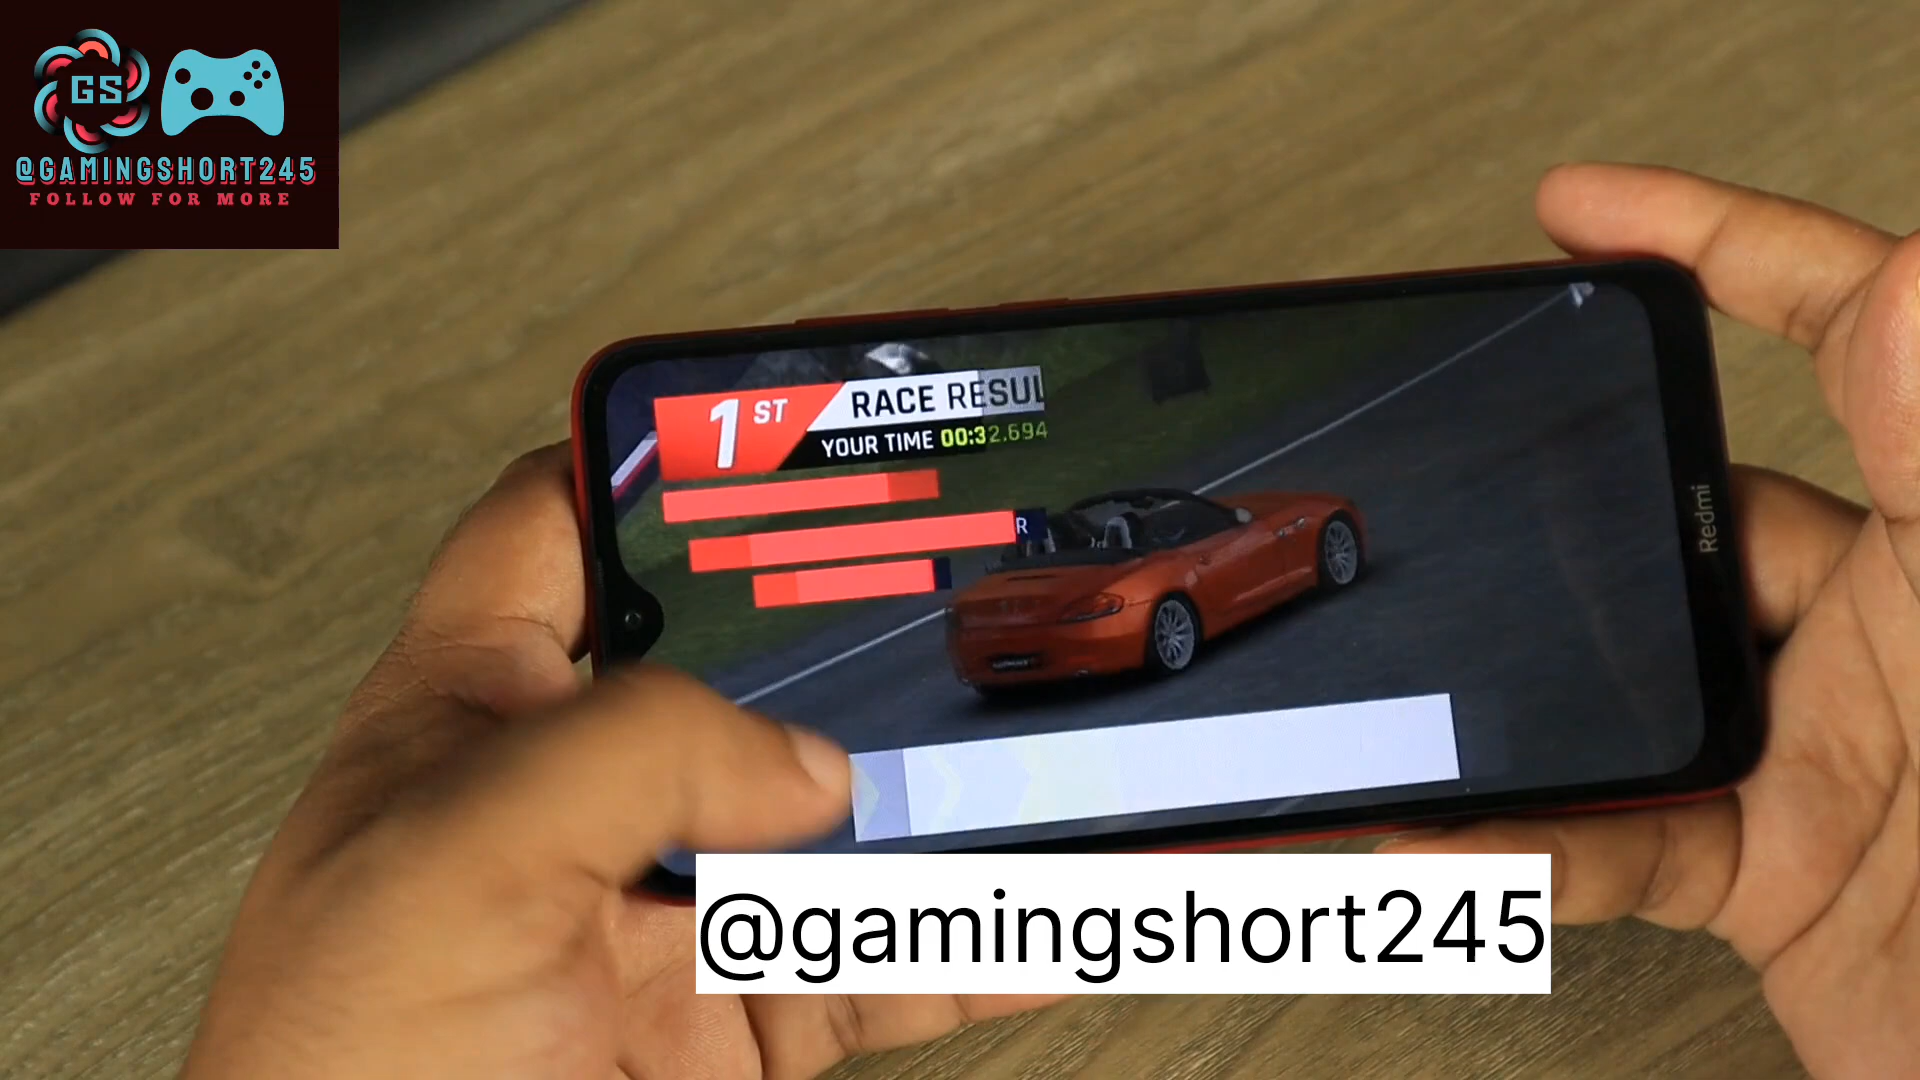 GS
@GAMINGSHORT245
FOLLOW FOR MORE
1ST
RACE RESUL
YOUR TIME 00:32.694
R
Redmi
@gamingshort245